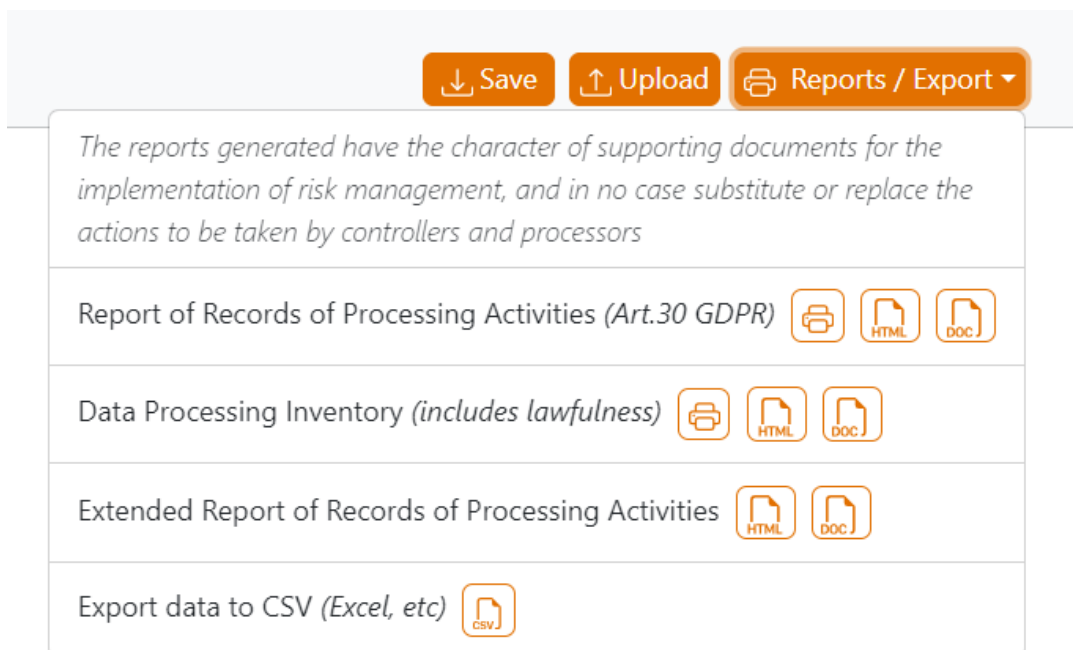 Save Upload Reports / Export
The reports generated have the character of supporting documents for the
implementation of risk management, and in no case substitute or replace the
actions to be taken by controllers and processors
Report of Records of Processing Activities (Art.30 GDPR) HTML DOC
Data Processing Inventory (includes lawfulness) HTML DOC
Extended Report of Records of Processing Activities HTML DOC
Export data to CSV (Excel, etc) CSV